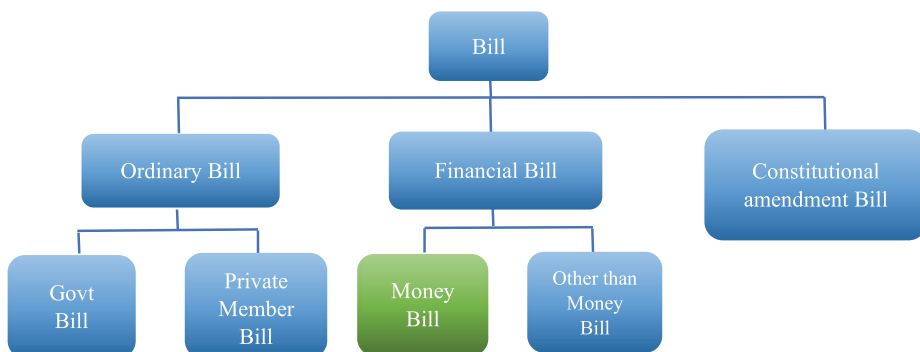 Bill
Ordinary Bill
Financial Bill
Constitutional
amendment Bill
Govt
Bill
Private
Member
Bill
Money
Bill
Other than
Money
Bill